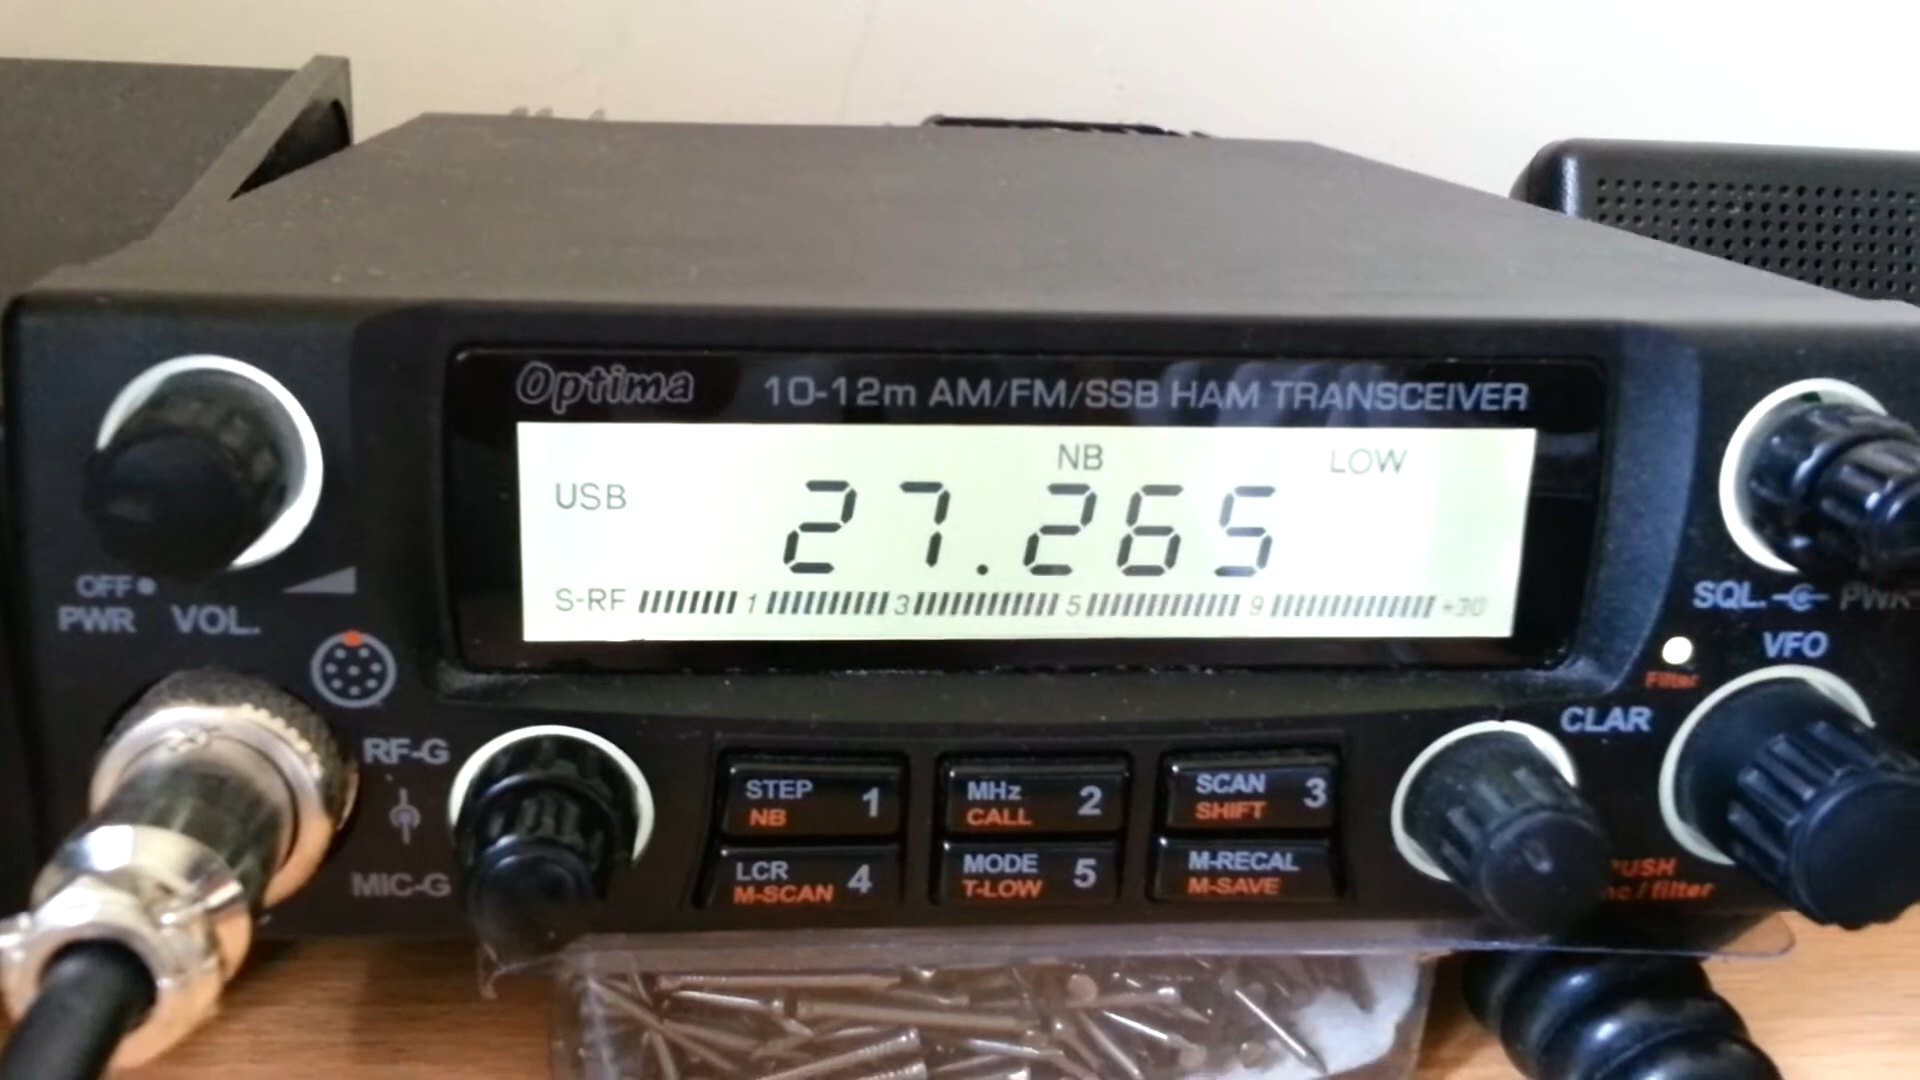 Optima 10-12m AM/FM/SSB HAM TRANSCEIVER
NB LOW
USB 27.265
S-RF 1 3 5 9 +30
OFF
PWR VOL.
SQL. PWR
VFO
Filter
CLAR
RF-G
MIC-G
STEP 1
NB
MHz 2
CALL
SCAN 3
SHIFT
LCR 4
M-SCAN
MODE 5
T-LOW
M-RECAL
M-SAVE
/filter